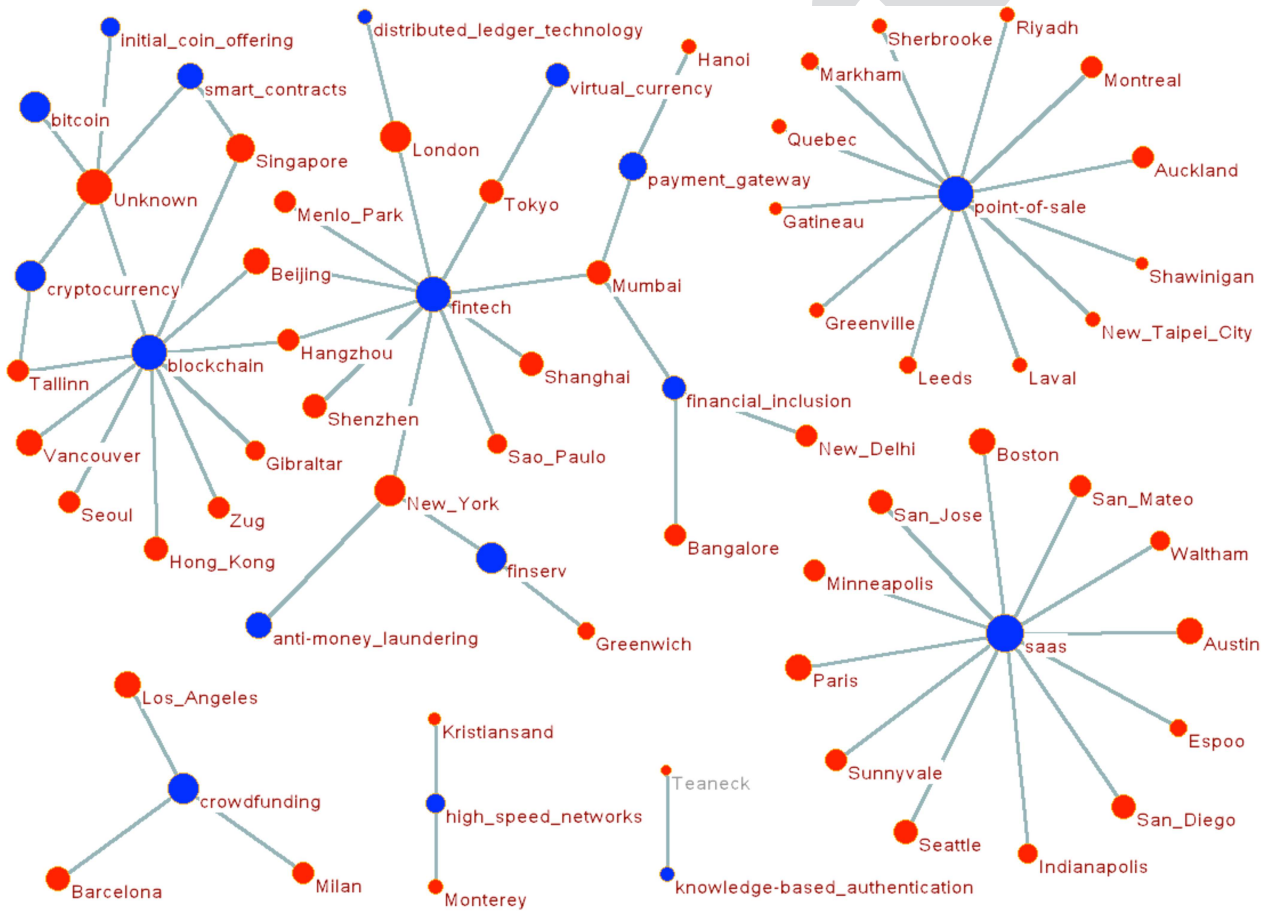 initial_coin_offering
distributed_ledger_technology
Sherbrooke
Riyadh
Hanoi
Markham
Montreal
smart_contracts
virtual_currency
bitcoin
Quebec
Singapore
London
Auckland
payment_gateway
Unknown
Menlo_Park
Tokyo
point-of-sale
Gatineau
Beijing
Shawinigan
cryptocurrency
Mumbai
fintech
Greenville
New_Taipei_City
Hangzhou
blockchain
Shanghai
Tallinn
Leeds
Laval
financial_inclusion
Shenzhen
New_Delhi
Vancouver
Gibraltar
Sao_Paulo
Boston
San_Mateo
New_York
San_Jose
Seoul
Zug
Bangalore
Waltham
Hong_Kong
finserv
Minneapolis
anti-money_laundering
Greenwich
saas
Austin
Paris
Los_Angeles
Kristiansand
Espoo
Sunnyvale
Teaneck
crowdfunding
high_speed_networks
San_Diego
Seattle
Indianapolis
Barcelona
Milan
knowledge-based_authentication
Monterey